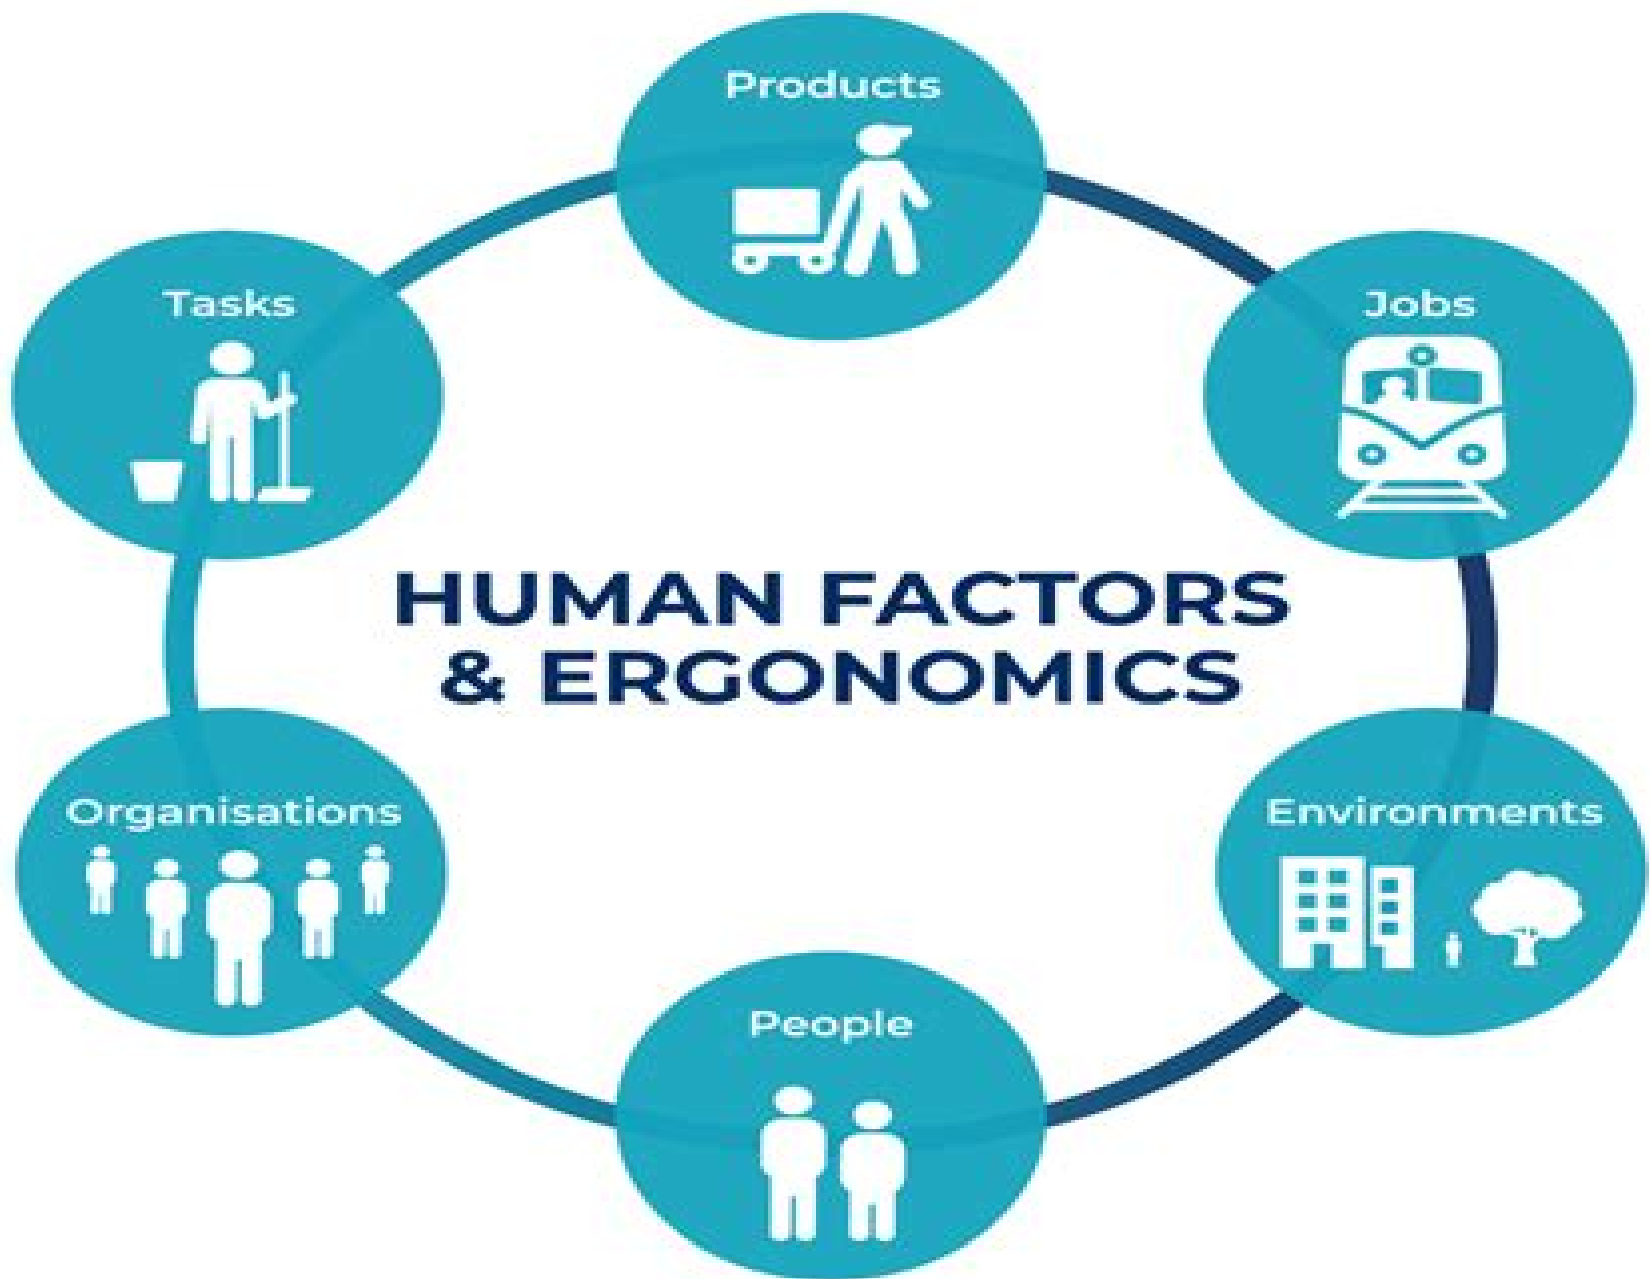 Products
Tasks
Jobs
HUMAN FACTORS
& ERGONOMICS
Organisations
Environments
People